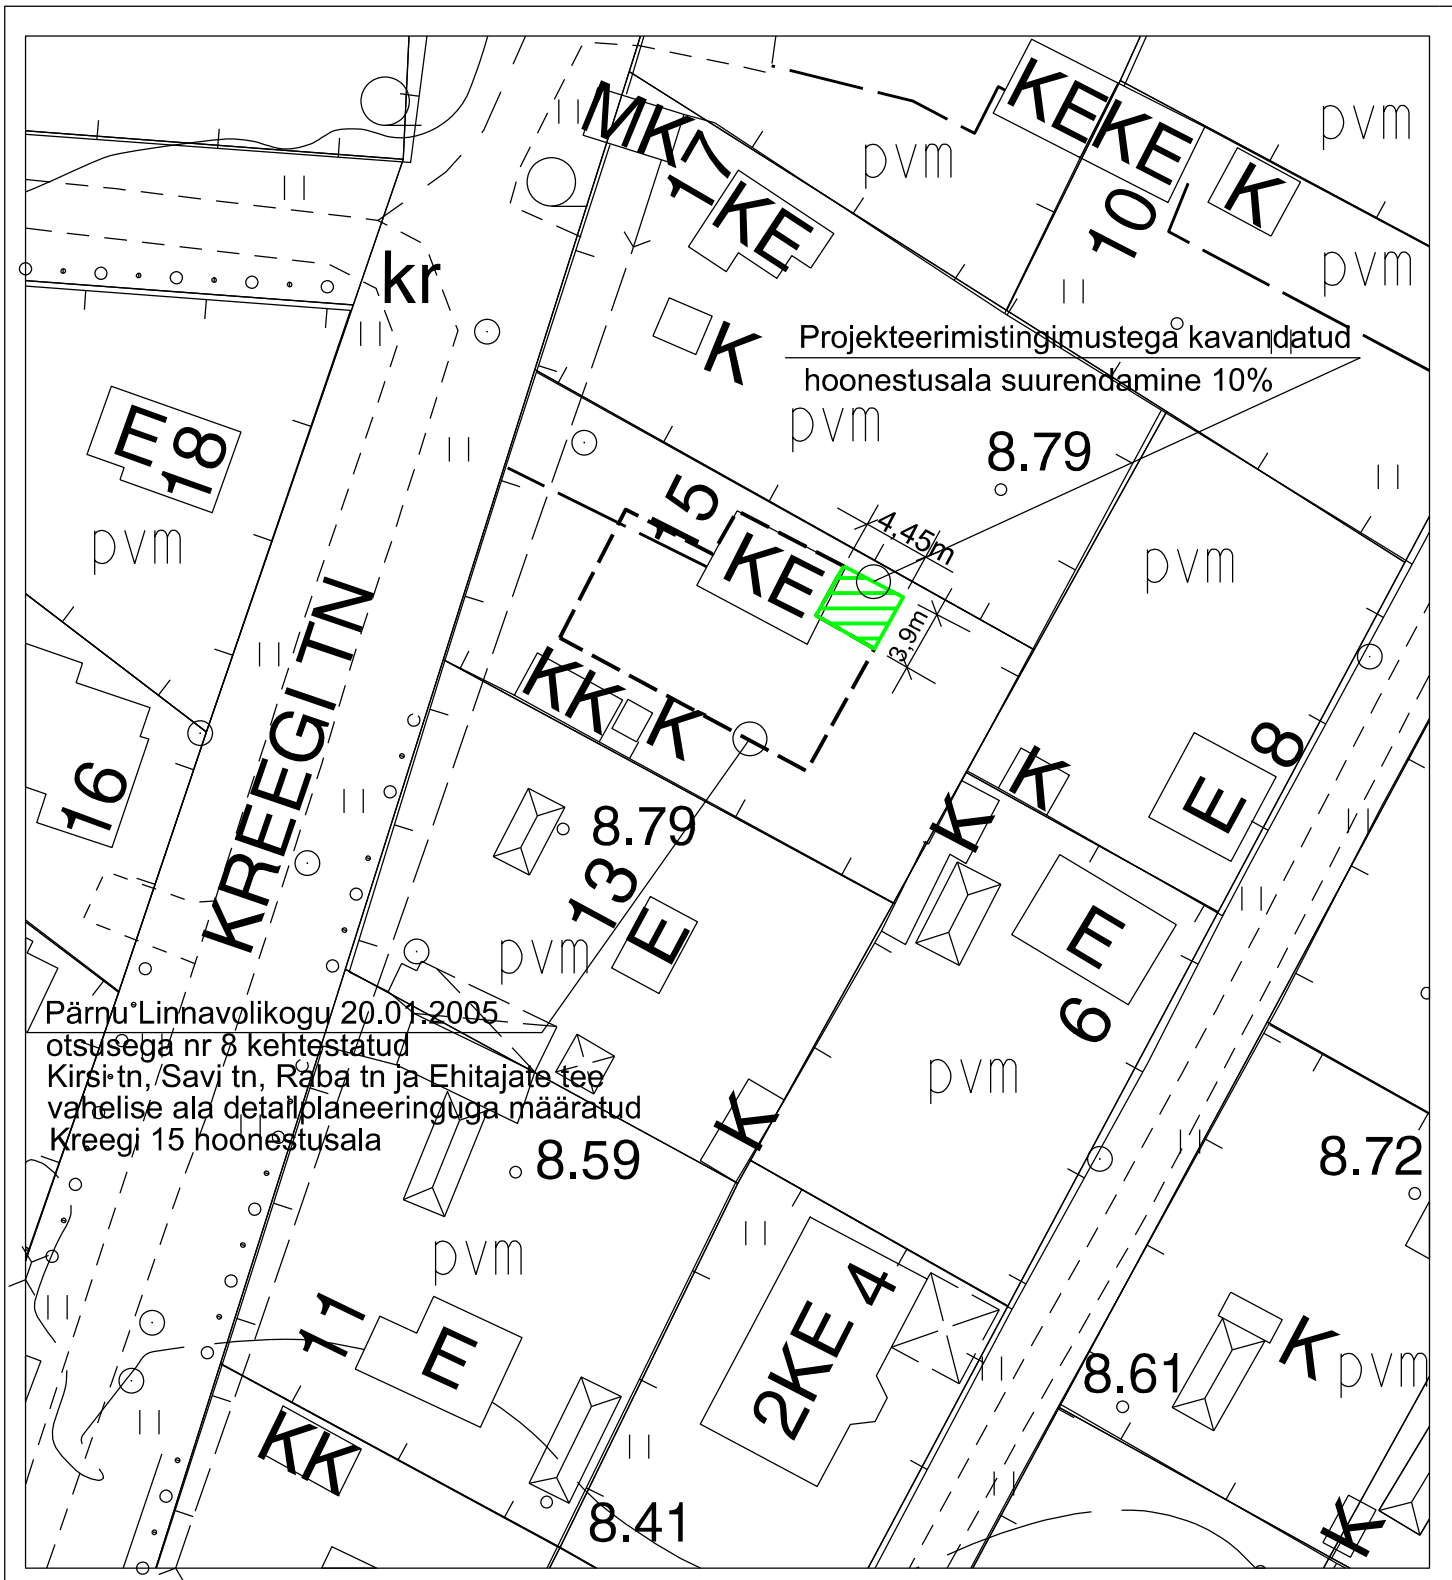 KE
KE
pvm
MK
17
pvm
K
10
KE
pvm
kr
K
Projekteerimistingimustega kavandatud
hoonestusala suurendamine 10%
pvm
E
18
8.79
15
4.45m
pvm
pvm
KE
3,9m
KREEGI TN
KK
K
8
K
E
16
8.79
K
13
E
E
pvm
6
Pärnu Linnavolikogu 20.01.2005
otsusega nr 8 kehtestatud
Kirsi tn, Savi tn, Raba tn ja Ehitajate tee
vahelise ala detailplaneeringuga määratud
Kreegi 15 hoonestusala
pvm
K
8.59
8.72
pvm
4
11
E
2KE
K
pvm
8.61
KK
8.41
K